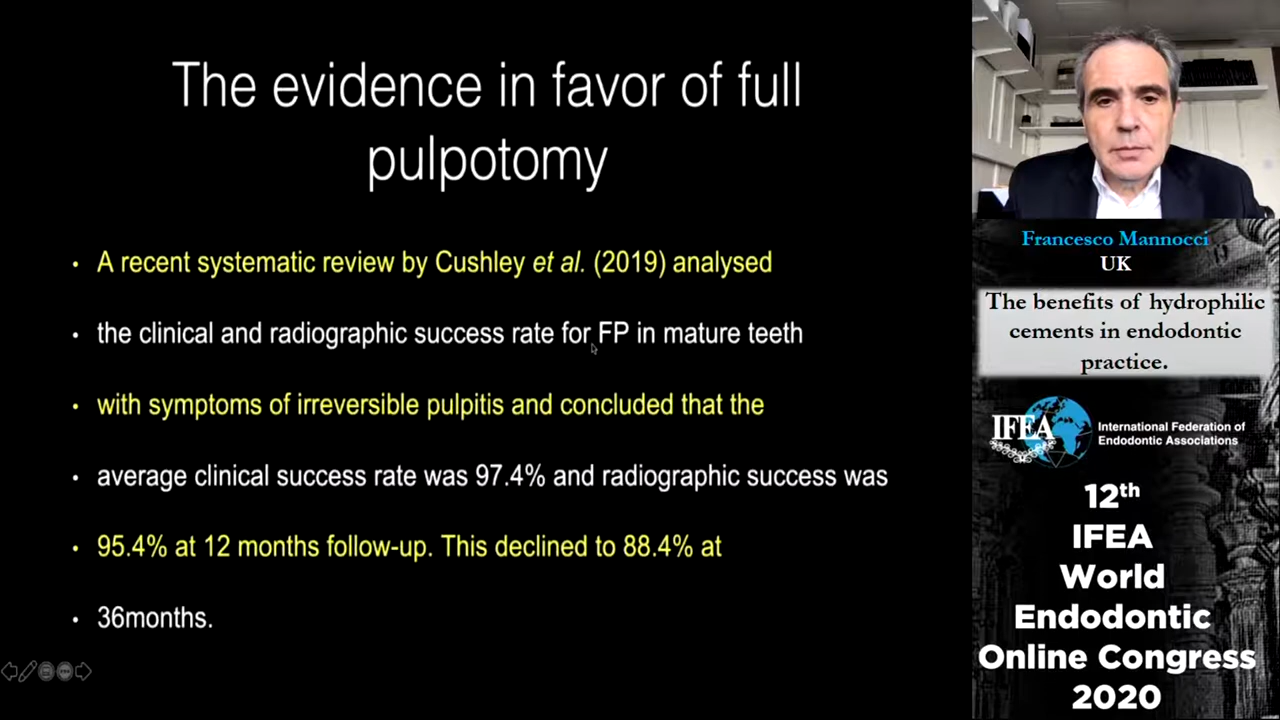 The evidence in favor of full
pulpotomy
• A recent systematic review by Cushley et al. (2019) analysed
• the clinical and radiographic success rate for FP in mature teeth
• with symptoms of irreversible pulpitis and concluded that the
• average clinical success rate was 97.4% and radiographic success was
• 95.4% at 12 months follow-up. This declined to 88.4% at
• 36months.
Francesco Mannocci
UK
The benefits of hydrophilic
cements in endodontic
practice.
IFEA
International Federation of
Endodontic Associations
12th
IFEA
World
Endodontic
Online Congress
2020